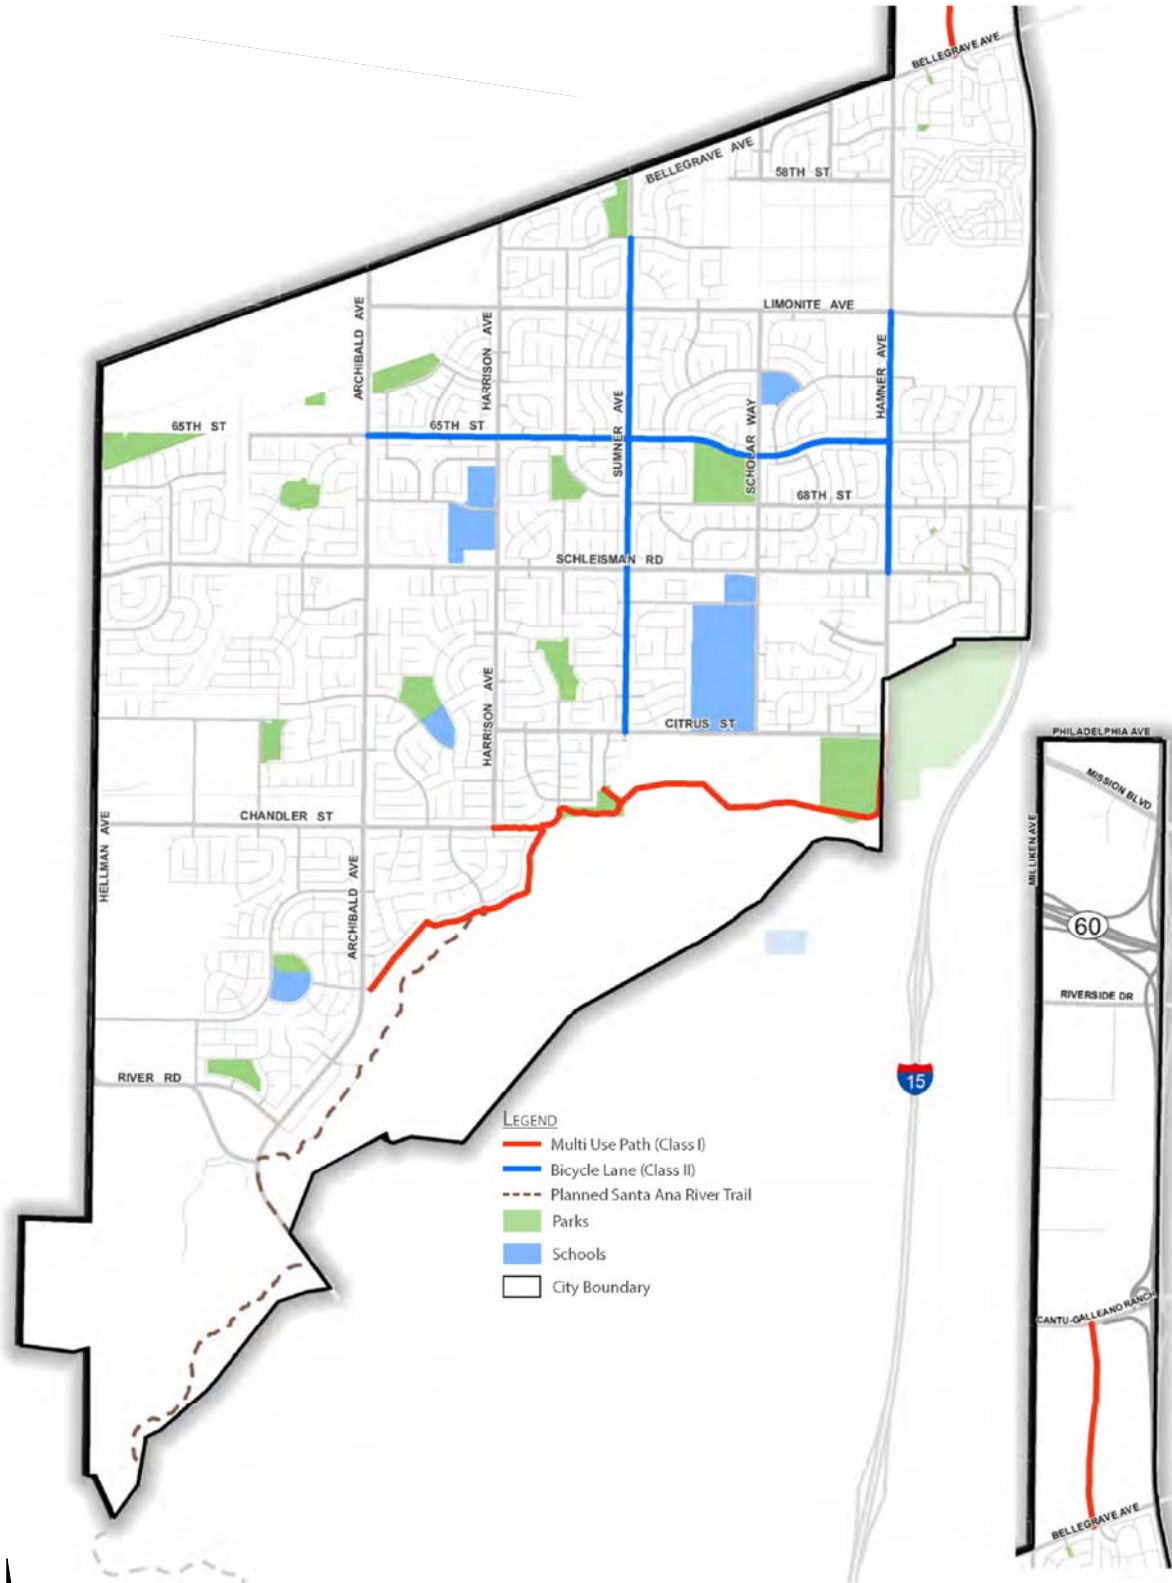 BELLEGRAVE AVE
BELLEGRAVE AVE
58TH ST
LIMONITE AVE
ARCHIBALD AVE
HARRISON AVE
HAMNER AVE
SUMNER AVE
SCHOLAR WAY
65TH ST
65TH ST
68TH ST
SCHLEISMAN RD
HARRISON AVE
CITRUS ST
PHILADELPHIA AVE
MISSION BLVD
MILLIKEN AVE
CHANDLER ST
HELLMAN AVE
ARCHIBALD AVE
60
RIVERSIDE DR
RIVER RD
15
LEGEND
Multi Use Path (Class I)
Bicycle Lane (Class II)
Planned Santa Ana River Trail
Parks
Schools
City Boundary
CANTU-GALLEANO RANCH
BELLEGRAVE AVE